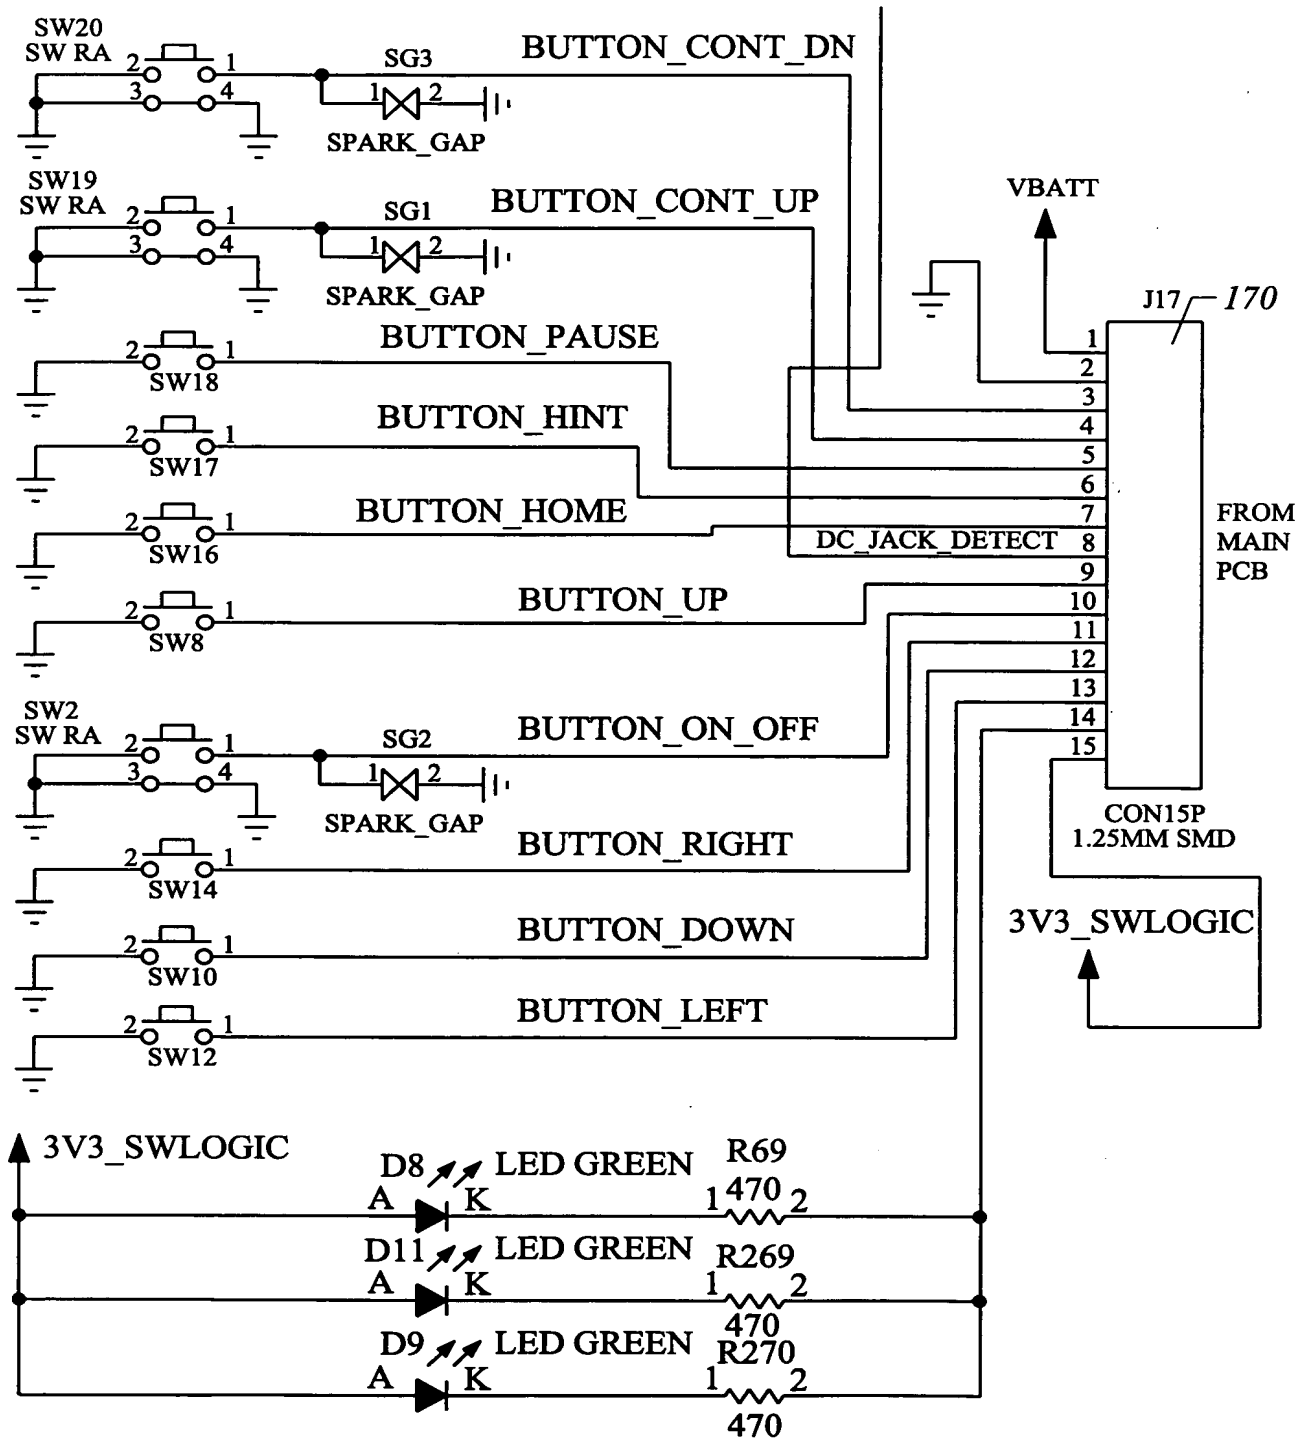 SW20
SW RA
2 1
3 4
SG3
1 2
SPARK_GAP
BUTTON_CONT_DN
SW19
SW RA
2 1
3 4
SG1
1 2
SPARK_GAP
BUTTON_CONT_UP
2 1
SW18
BUTTON_PAUSE
2 1
SW17
BUTTON_HINT
2 1
SW16
BUTTON_HOME
2 1
SW8
BUTTON_UP
SW2
SW RA
2 1
3 4
SG2
1 2
SPARK_GAP
BUTTON_ON_OFF
2 1
SW14
BUTTON_RIGHT
2 1
SW10
BUTTON_DOWN
2 1
SW12
BUTTON_LEFT
VBATT
J17 170
1
2
3
4
5
6
7
DC_JACK_DETECT 8
9
10
11
12
13
14
15
FROM
MAIN
PCB
CON15P
1.25MM SMD
3V3_SWLOGIC
3V3_SWLOGIC
D8 LED GREEN
A K
R69
470
1 2
D11 LED GREEN
A K
R269
1 2
470
D9 LED GREEN
A K
R270
1 2
470